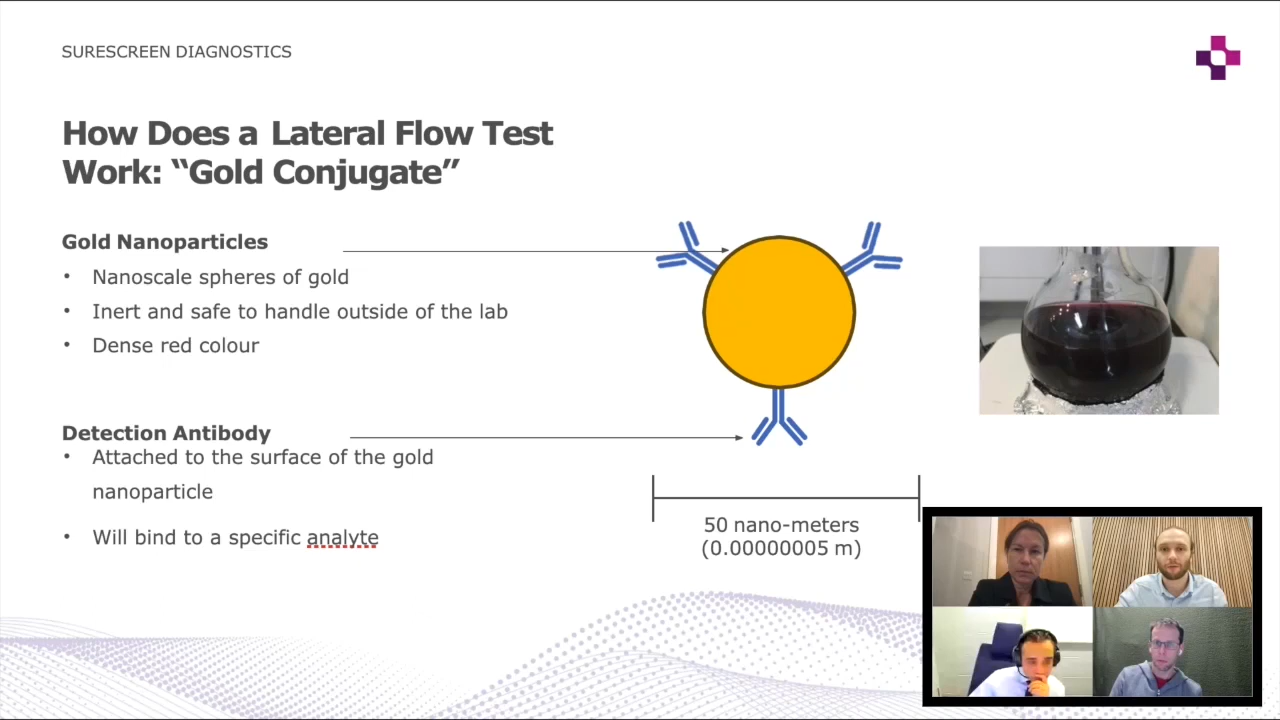 SURESCREEN DIAGNOSTICS
How Does a Lateral Flow Test
Work: “Gold Conjugate”
Gold Nanoparticles
• Nanoscale spheres of gold
• Inert and safe to handle outside of the lab
• Dense red colour
Detection Antibody
• Attached to the surface of the gold
nanoparticle
• Will bind to a specific analyte
50 nano-meters
(0.00000005 m)